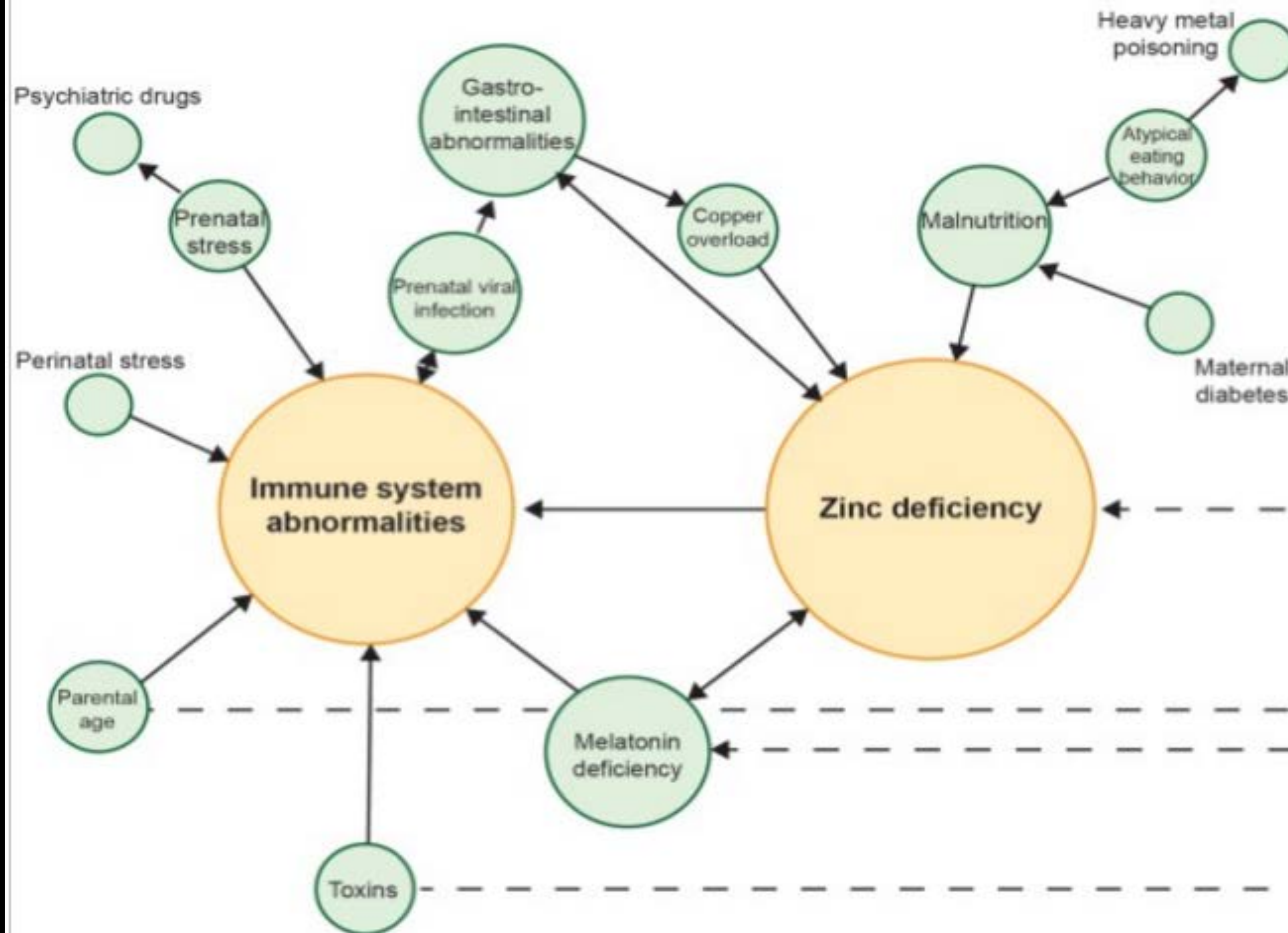 Heavy metal
poisoning
Psychiatric drugs
Gastro-
intestinal
abnormalities
Atypical
eating
behavior
Prenatal
stress
Copper
overload
Malnutrition
Prenatal viral
infection
Perinatal stress
Maternal
diabetes
Immune system
abnormalities
Zinc deficiency
Parental
age
Melatonin
deficiency
Toxins